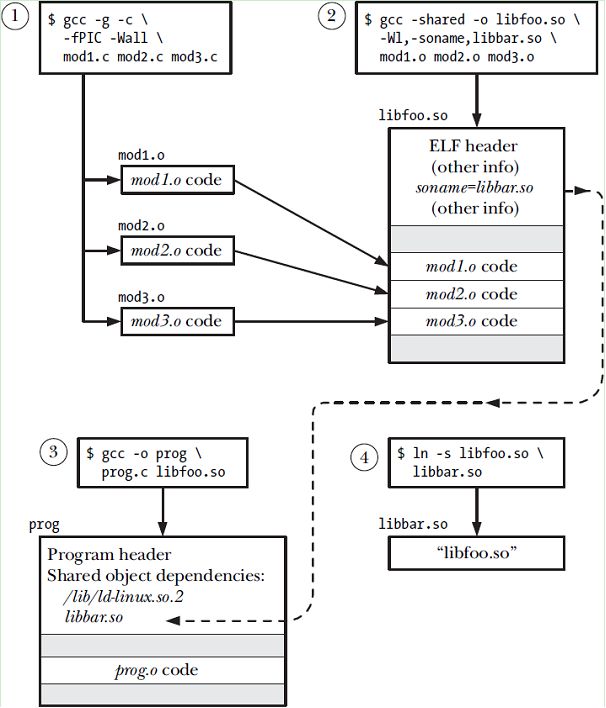 1
$ gcc -g -c \
-fPIC -Wall \
mod1.c mod2.c mod3.c
2
$ gcc -shared -o libfoo.so \
-Wl,-soname,libbar.so \
mod1.o mod2.o mod3.o
libfoo.so
ELF header
(other info)
soname=libbar.so
(other info)
mod1.o code
mod2.o code
mod3.o code
mod1.o
mod1.o code
mod2.o
mod2.o code
mod3.o
mod3.o code
3
$ gcc -o prog \
prog.c libfoo.so
prog
Program header
Shared object dependencies:
/lib/ld-linux.so.2
libbar.so
prog.o code
4
$ ln -s libfoo.so \
libbar.so
libbar.so
“libfoo.so”